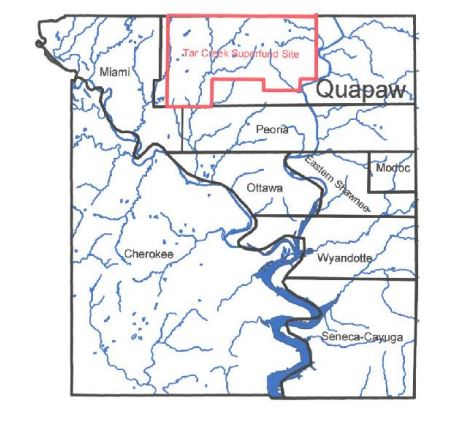 Tar Creek Superfund Site
Miami
Quapaw
Peoria
Modoc
Eastern Shawnee
Ottawa
Cherokee
Wyandotte
Seneca-Cayuga